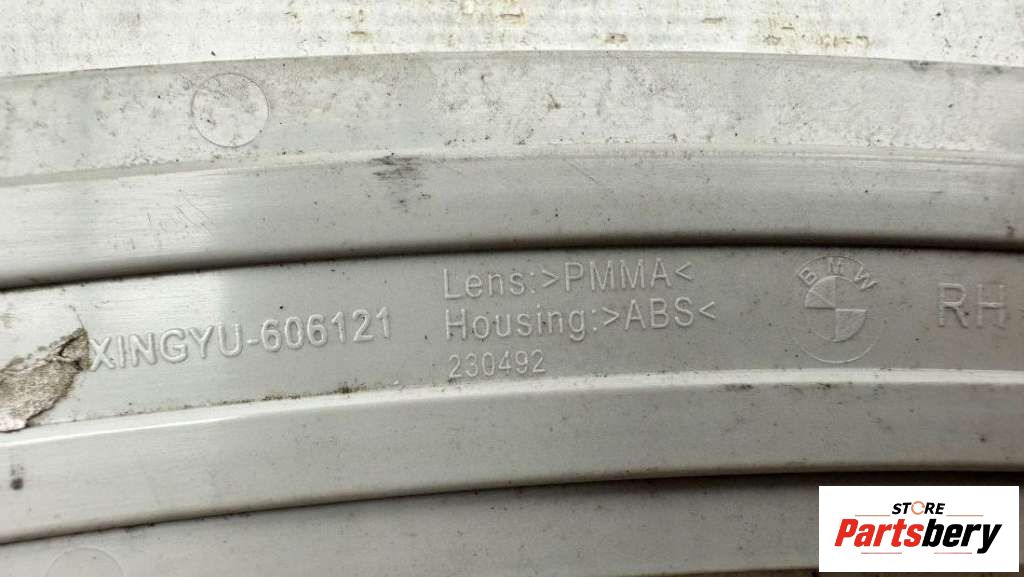 XINGYU-606121
Lens:>PMMA<
Housing:>ABS<
230492
BMW
RH
STORE
Partsbery